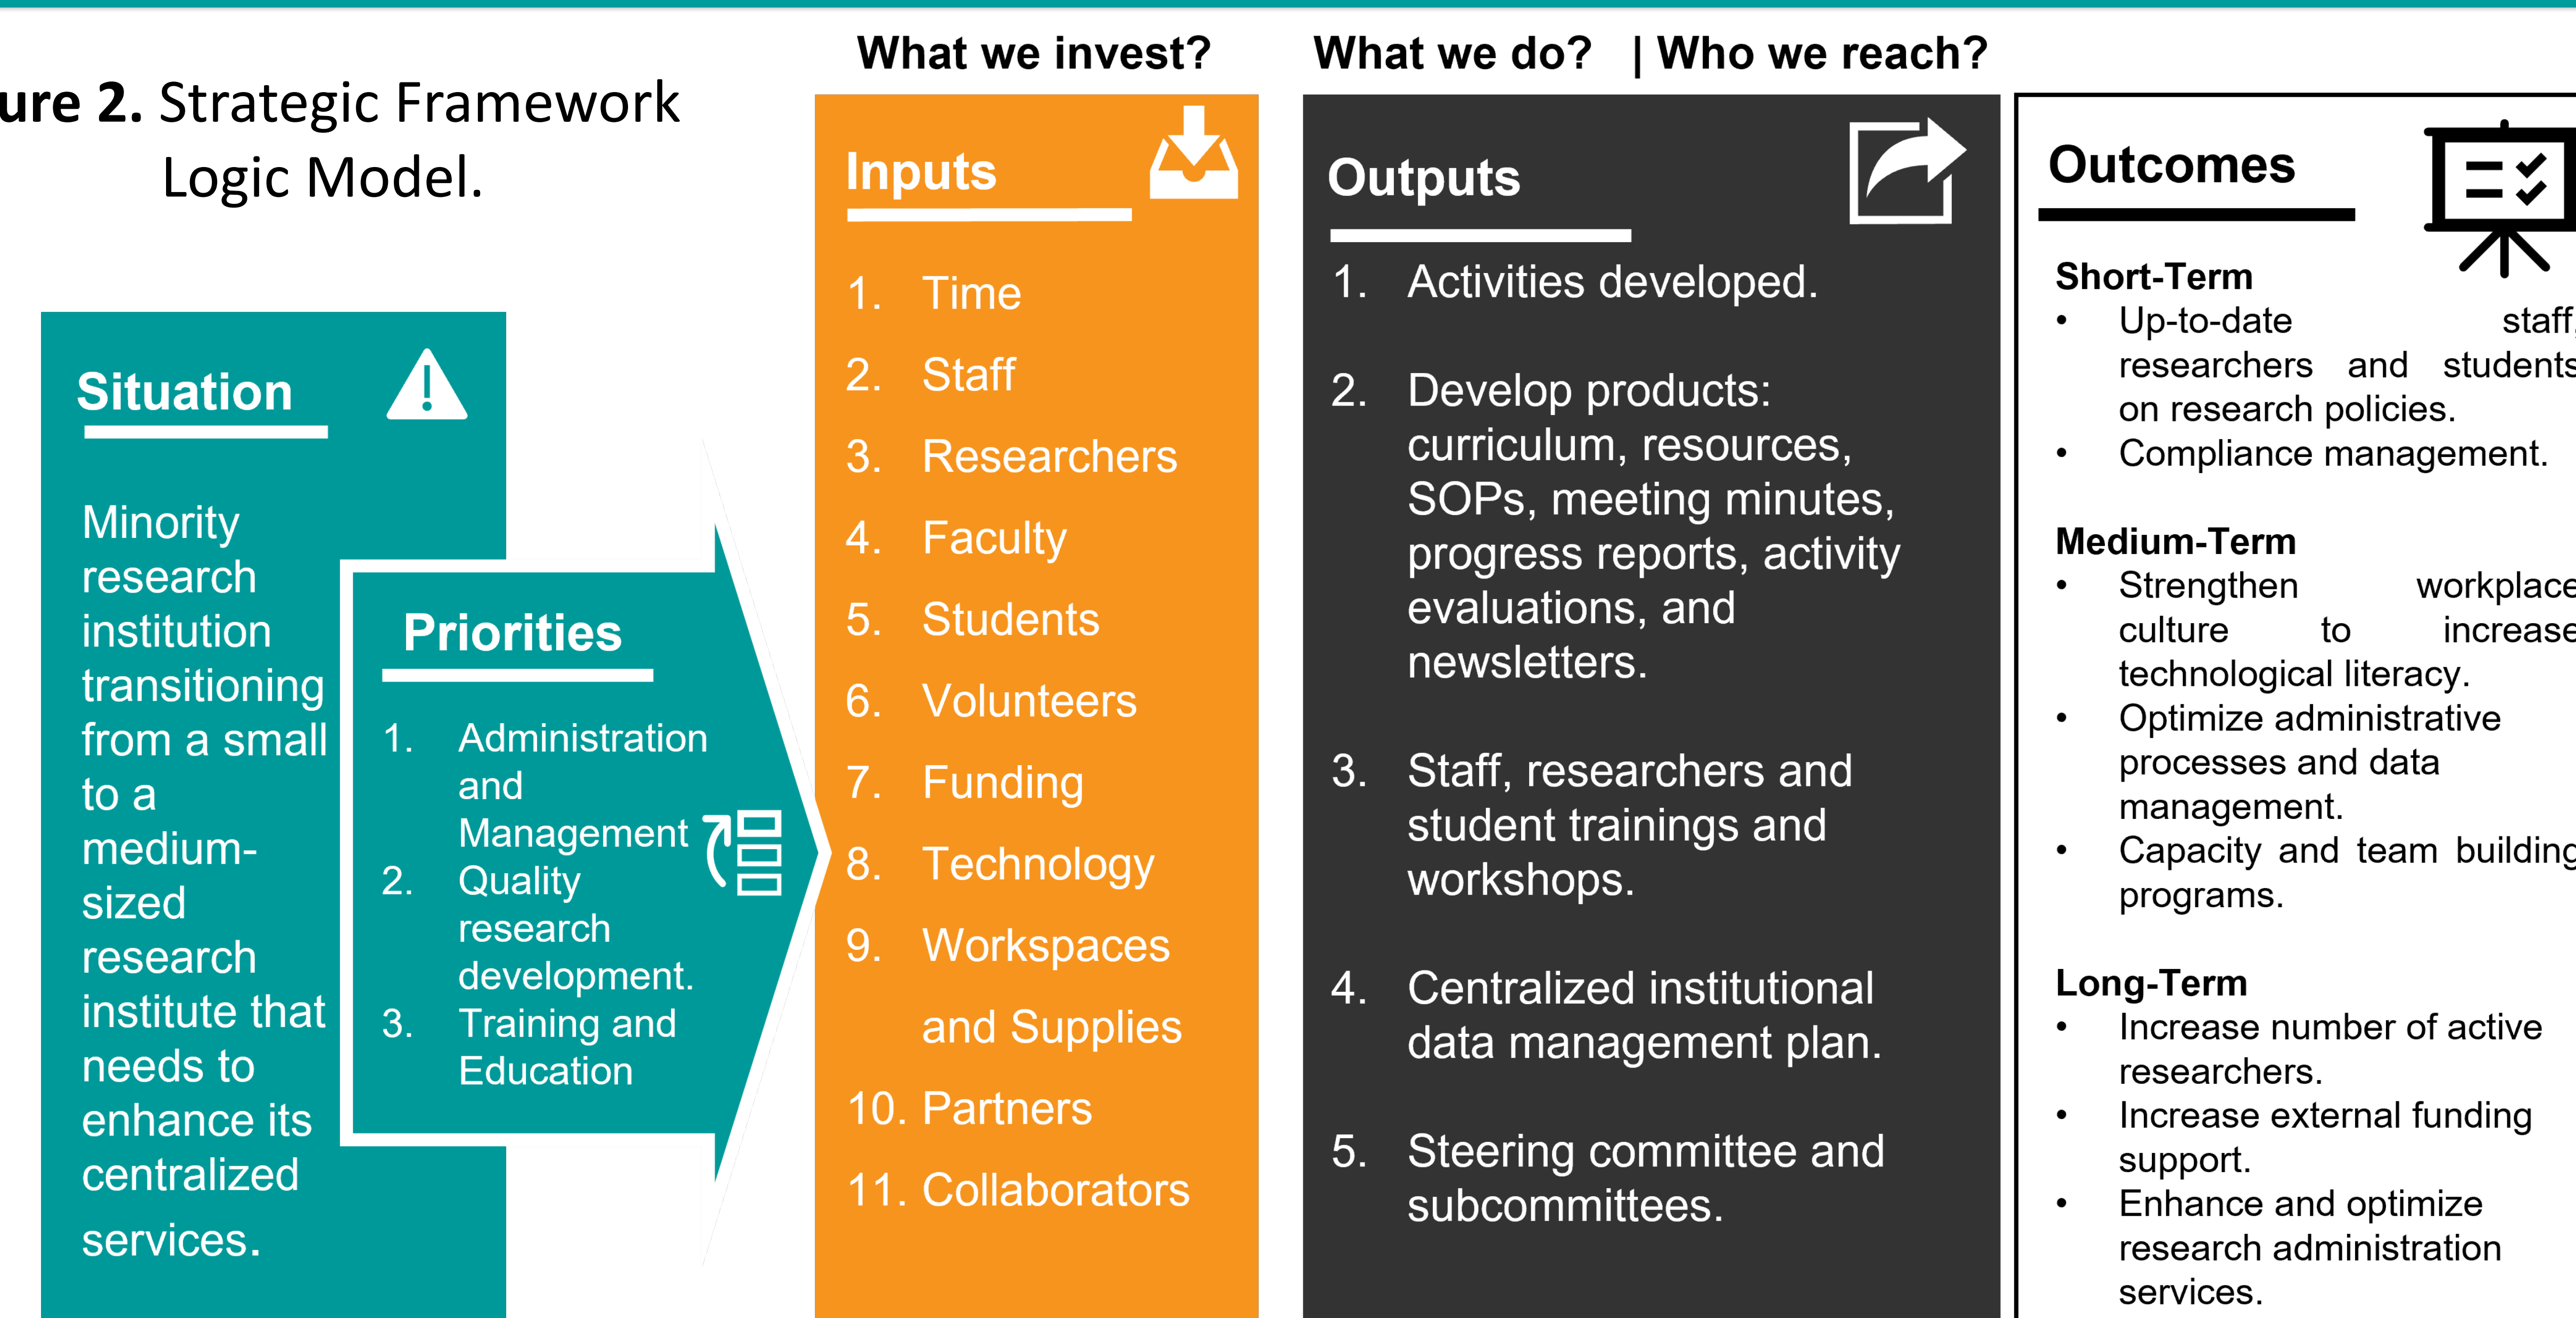 ure 2. Strategic Framework
Logic Model.
Situation
Minority
research
institution
transitioning
from a small
to a
medium-
sized
research
institute that
needs to
enhance its
centralized
services.
Priorities
1. Administration
and
Management
2. Quality
research
development.
3. Training and
Education
What we invest?
Inputs
1. Time
2. Staff
3. Researchers
4. Faculty
5. Students
6. Volunteers
7. Funding
8. Technology
9. Workspaces
and Supplies
10. Partners
11. Collaborators
What we do? | Who we reach?
Outputs
1. Activities developed.
2. Develop products:
curriculum, resources,
SOPs, meeting minutes,
progress reports, activity
evaluations, and
newsletters.
3. Staff, researchers and
student trainings and
workshops.
4. Centralized institutional
data management plan.
5. Steering committee and
subcommittees.
Outcomes
Short-Term
• Up-to-date staff,
researchers and students
on research policies.
• Compliance management.
Medium-Term
• Strengthen workplace
culture to increase
technological literacy.
• Optimize administrative
processes and data
management.
• Capacity and team building
programs.
Long-Term
• Increase number of active
researchers.
• Increase external funding
support.
• Enhance and optimize
research administration
services.